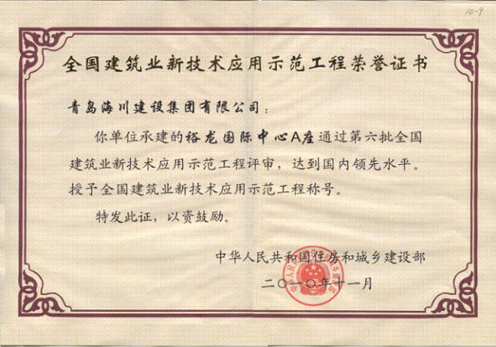 10-9
全国建筑业新技术应用示范工程荣誉证书
青岛海川建设集团有限公司：
你单位承建的裕龙国际中心A座通过第六批全国
建筑业新技术应用示范工程评审，达到国内领先水平。
授予全国建筑业新技术应用示范工程称号。
特发此证，以资鼓励。
中华人民共和国住房和城乡建设部
二〇一〇年十一月